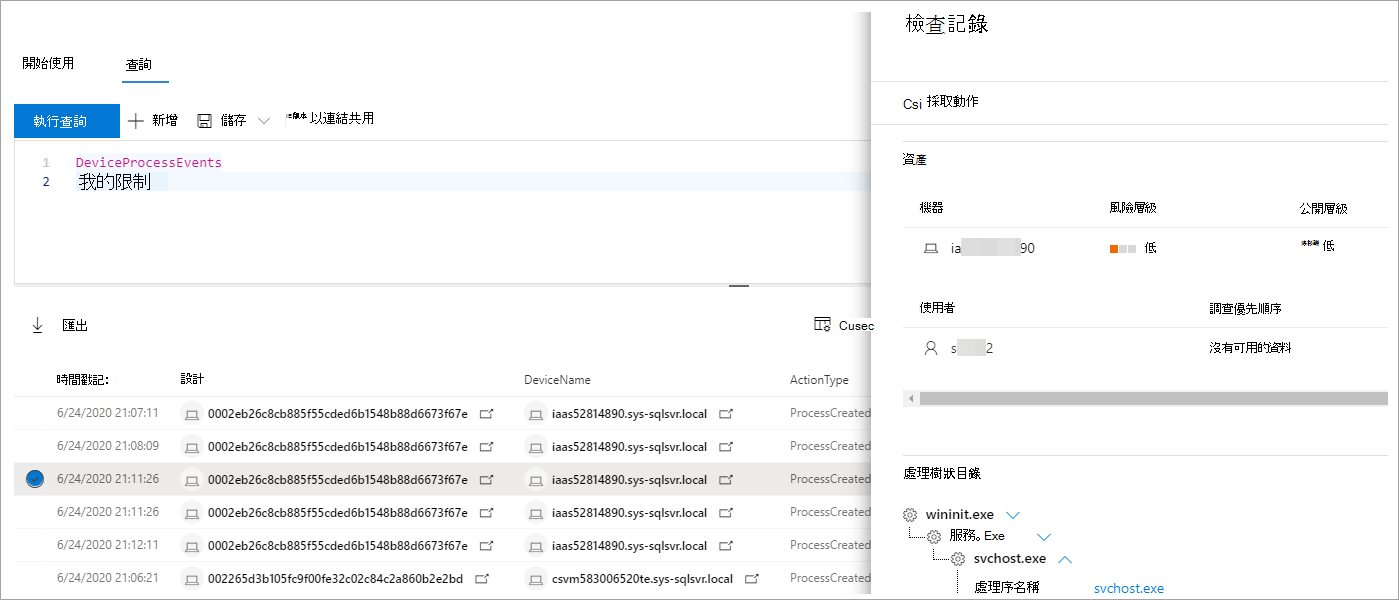 開始使用
查詢
執行查詢
新增
儲存
以連結共用
1 DeviceProcessEvents
2 我的限制
匯出
Cusec
時間戳記:
設計
DeviceName
ActionType
6/24/2020 21:07:11 0002eb26c8cb885f55cded6b1548b88d6673f67e iaas52814890.sys-sqlsvr.local ProcessCreated
6/24/2020 21:08:09 0002eb26c8cb885f55cded6b1548b88d6673f67e iaas52814890.sys-sqlsvr.local ProcessCreated
6/24/2020 21:11:26 0002eb26c8cb885f55cded6b1548b88d6673f67e iaas52814890.sys-sqlsvr.local ProcessCreated
6/24/2020 21:11:26 0002eb26c8cb885f55cded6b1548b88d6673f67e iaas52814890.sys-sqlsvr.local ProcessCreated
6/24/2020 21:12:11 0002eb26c8cb885f55cded6b1548b88d6673f67e iaas52814890.sys-sqlsvr.local ProcessCreated
6/24/2020 21:06:21 002265d3b105fc9f00fe32c02c84c2a860b2e2bd csvm583006520te.sys-sqlsvr.local ProcessCreated
檢查記錄
Csi 採取動作
資產
機器
風險層級
公開層級
ia 90
低
低
使用者
調查優先順序
s 2
沒有可用的資料
處理樹狀目錄
wininit.exe
服務。Exe
svchost.exe
處理序名稱
svchost.exe